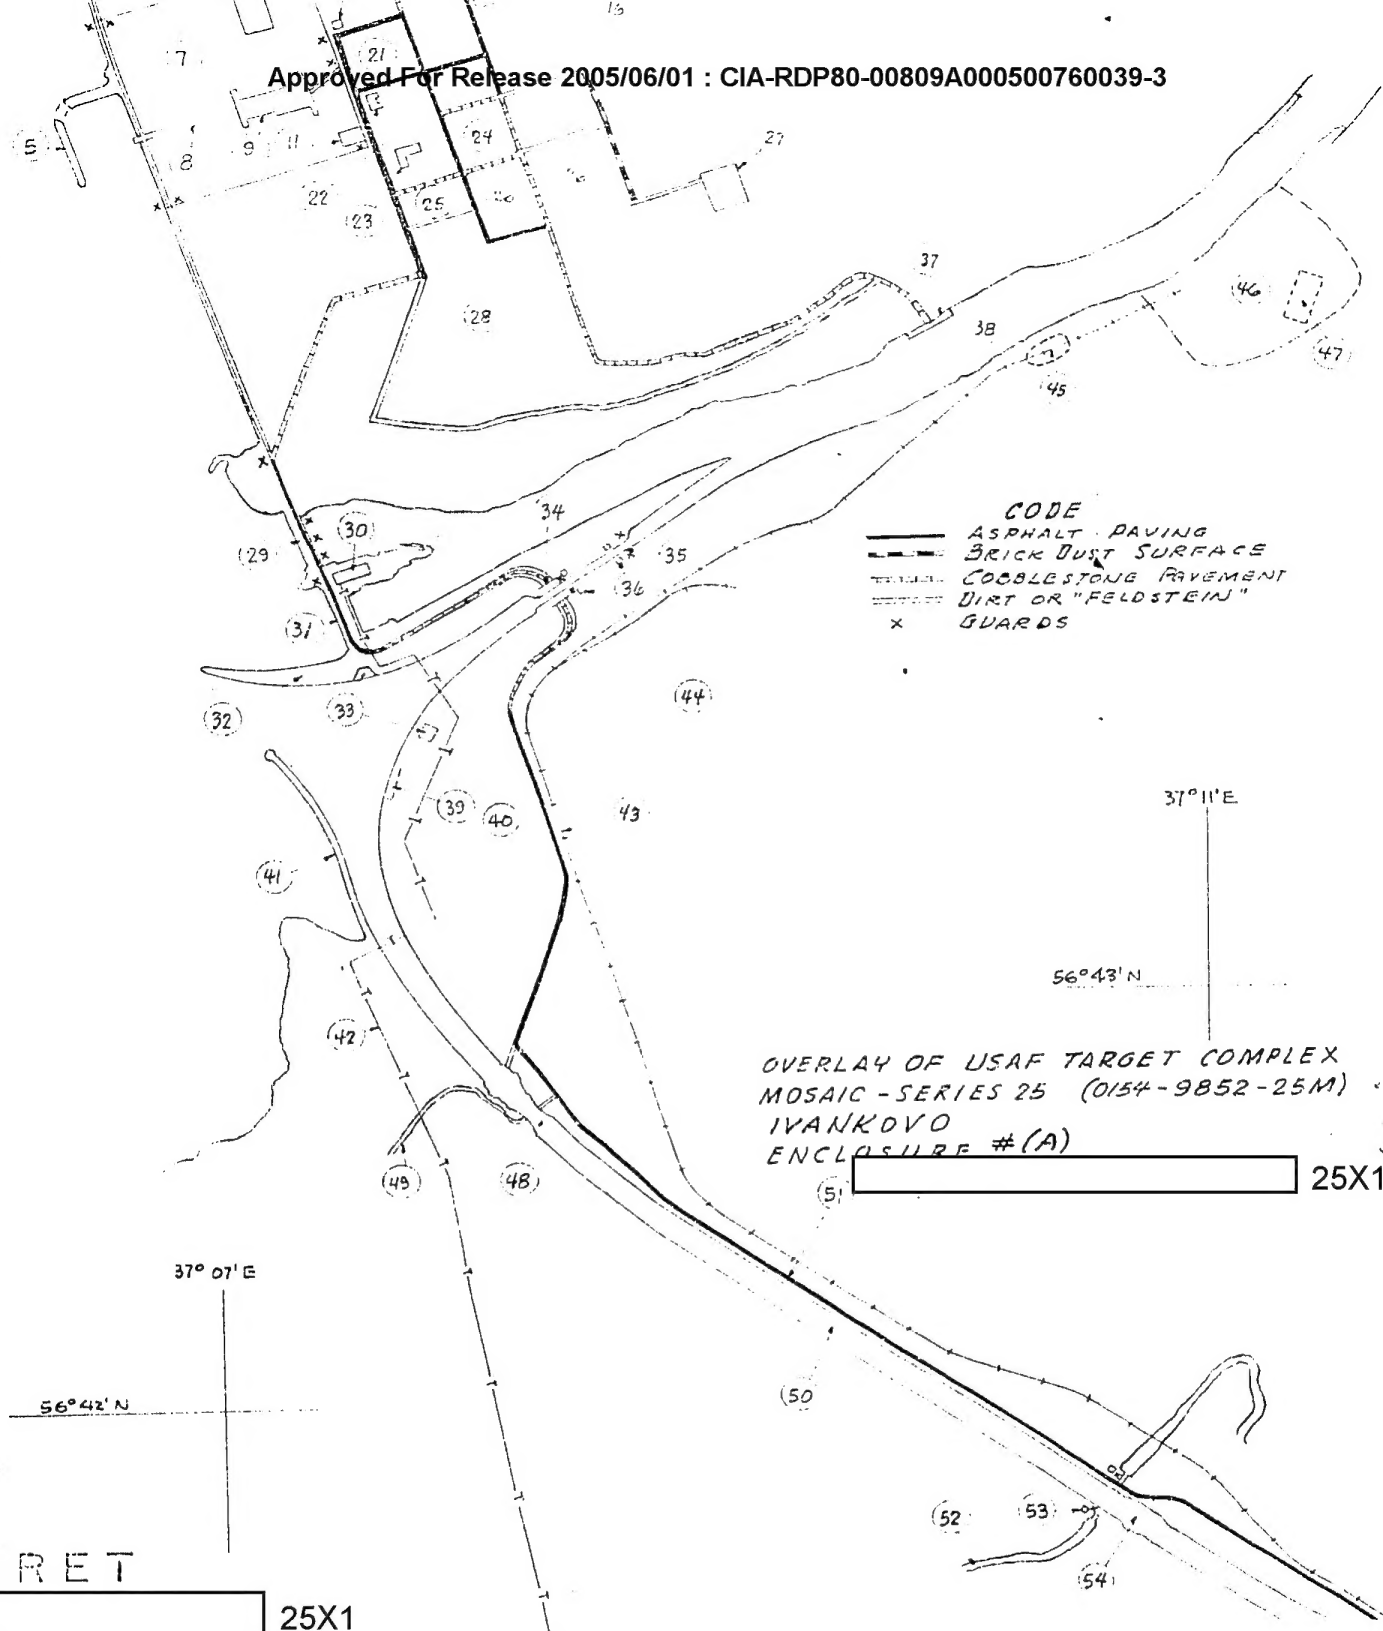 13
7
21
Approved For Release 2005/06/01 : CIA-RDP80-00809A000500760039-3
5
8
9
11
24
27
22
23
25
26
37
28
38
46
47
45
CODE
ASPHALT PAVING
BRICK DUST SURFACE
COBBLESTONE PAVEMENT
DIRT OR "FELDSTEIN"
x GUARDS
34
30
29
35
36
31
44
32
33
37°11'E
39
40
43
41
56°43'N
42
OVERLAY OF USAF TARGET COMPLEX
MOSAIC - SERIES 25 (0154-9852-25M)
IVANKOVO
ENCLOSURE #(A)
25X1
49
48
51
37° 07' E
50
56°42' N
52
53
54
RET
25X1